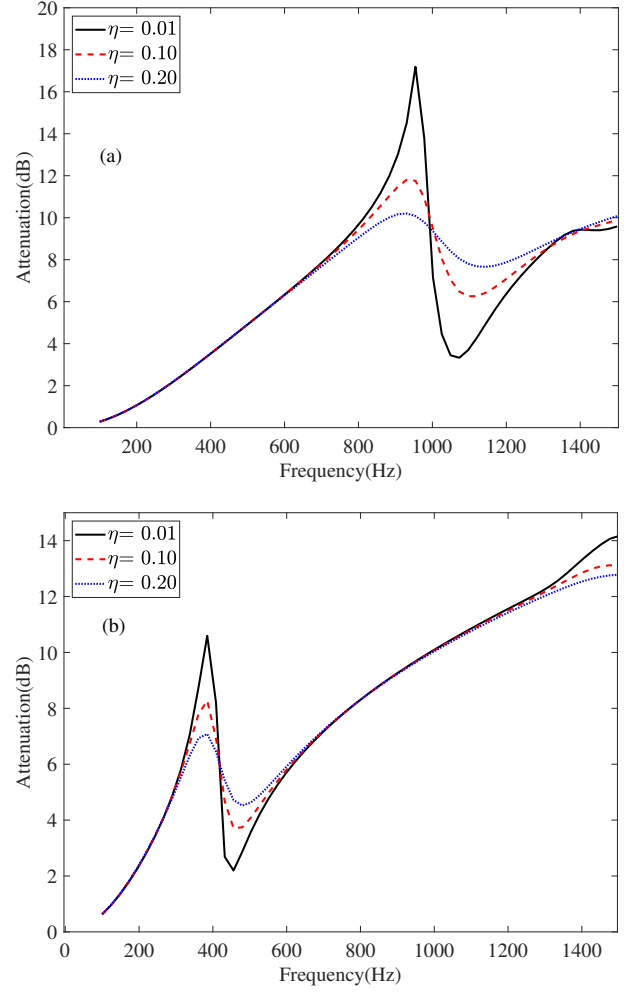 20
18
16
14
12
10
8
6
4
2
0
Attenuation(dB)
η= 0.01
η= 0.10
η= 0.20
(a)
200 400 600 800 1000 1200 1400
Frequency(Hz)
14
12
10
8
6
4
2
0
Attenuation(dB)
η= 0.01
η= 0.10
η= 0.20
(b)
0 200 400 600 800 1000 1200 1400
Frequency(Hz)